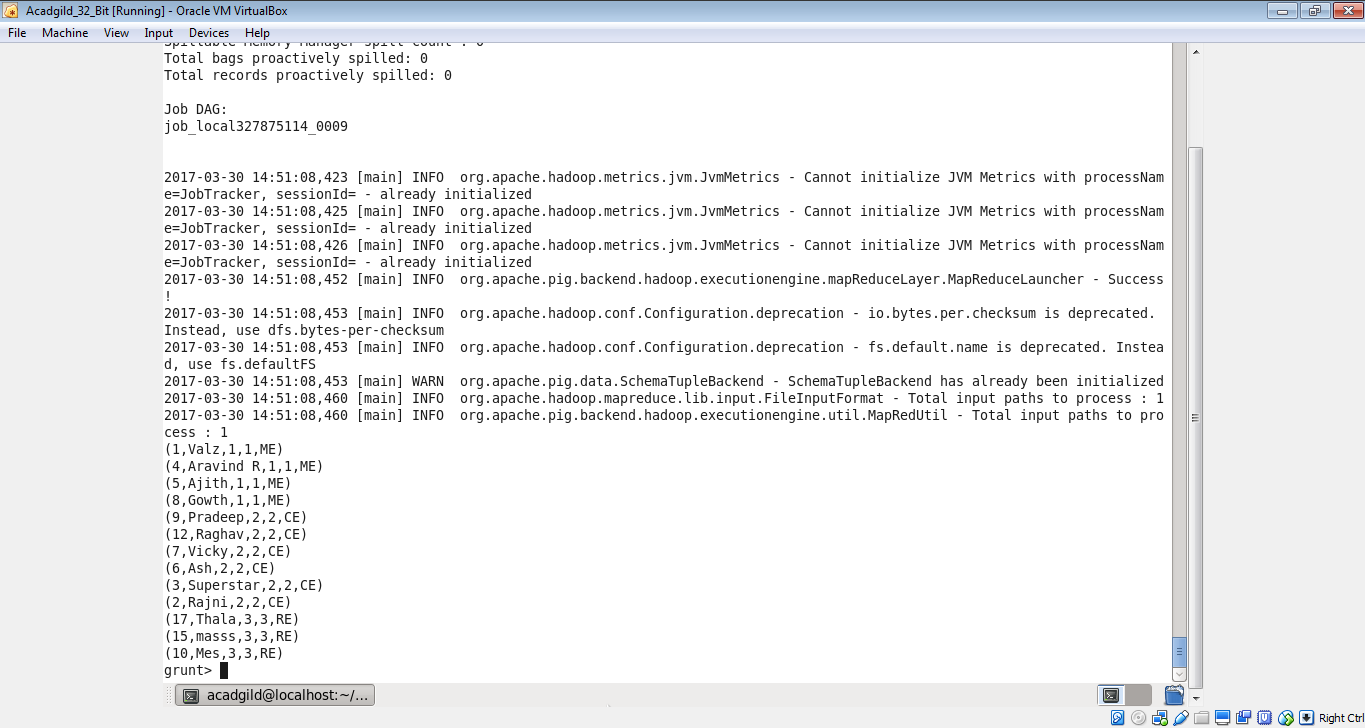 Acadgild_32_Bit [Running] - Oracle VM VirtualBox
File Machine View Input Devices Help
Spillable Memory Manager spill count : 0
Total bags proactively spilled: 0
Total records proactively spilled: 0
Job DAG:
job_local327875114_0009
2017-03-30 14:51:08,423 [main] INFO  org.apache.hadoop.metrics.jvm.JvmMetrics - Cannot initialize JVM Metrics with processNam
e=JobTracker, sessionId= - already initialized
2017-03-30 14:51:08,425 [main] INFO  org.apache.hadoop.metrics.jvm.JvmMetrics - Cannot initialize JVM Metrics with processNam
e=JobTracker, sessionId= - already initialized
2017-03-30 14:51:08,426 [main] INFO  org.apache.hadoop.metrics.jvm.JvmMetrics - Cannot initialize JVM Metrics with processNam
e=JobTracker, sessionId= - already initialized
2017-03-30 14:51:08,452 [main] INFO  org.apache.pig.backend.hadoop.executionengine.mapReduceLayer.MapReduceLauncher - Success
!
2017-03-30 14:51:08,453 [main] INFO  org.apache.hadoop.conf.Configuration.deprecation - io.bytes.per.checksum is deprecated.
Instead, use dfs.bytes-per-checksum
2017-03-30 14:51:08,453 [main] INFO  org.apache.hadoop.conf.Configuration.deprecation - fs.default.name is deprecated. Instea
d, use fs.defaultFS
2017-03-30 14:51:08,453 [main] WARN  org.apache.pig.data.SchemaTupleBackend - SchemaTupleBackend has already been initialized
2017-03-30 14:51:08,460 [main] INFO  org.apache.hadoop.mapreduce.lib.input.FileInputFormat - Total input paths to process : 1
2017-03-30 14:51:08,460 [main] INFO  org.apache.pig.backend.hadoop.executionengine.util.MapRedUtil - Total input paths to pro
cess : 1
(1,Valz,1,1,ME)
(4,Aravind R,1,1,ME)
(5,Ajith,1,1,ME)
(8,Gowth,1,1,ME)
(9,Pradeep,2,2,CE)
(12,Raghav,2,2,CE)
(7,Vicky,2,2,CE)
(6,Ash,2,2,CE)
(3,Superstar,2,2,CE)
(2,Rajni,2,2,CE)
(17,Thala,3,3,RE)
(15,masss,3,3,RE)
(10,Mes,3,3,RE)
grunt>
acadgild@localhost:~/...
Right Ctrl